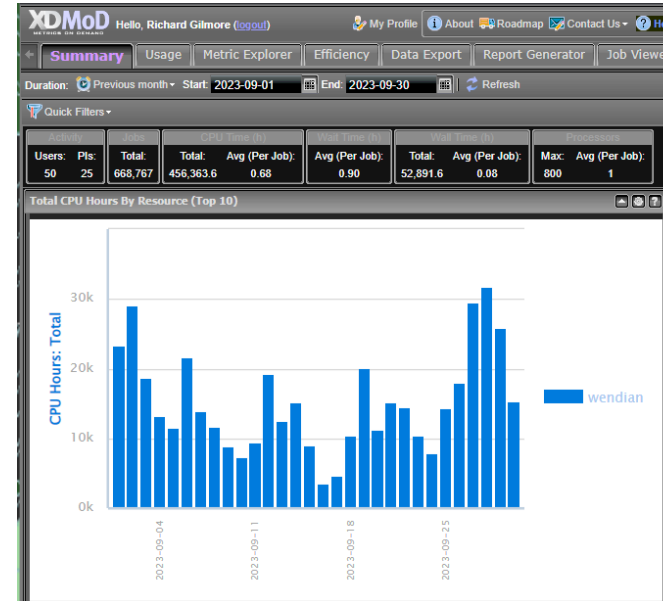 XDMoD Hello, Richard Gilmore (logout) My Profile About Roadmap Contact Us
METRICS ON DEMAND
Summary Usage Metric Explorer Efficiency Data Export Report Generator Job Viewe
Duration: Previous month Start: 2023-09-01 End: 2023-09-30 Refresh
Quick Filters
Activity Jobs CPU Time (h) Wait Time (h) Wall Time (h) Processors
Users: PIs: Total: Total: Avg (Per Job): Avg (Per Job): Total: Avg (Per Job): Max: Avg (Per Job):
50 25 668,767 456,363.6 0.68 0.90 52,891.6 0.08 800 1
Total CPU Hours By Resource (Top 10)
CPU Hours: Total
30k
20k
10k
0k
wendian
2023-09-04
2023-09-11
2023-09-18
2023-09-25